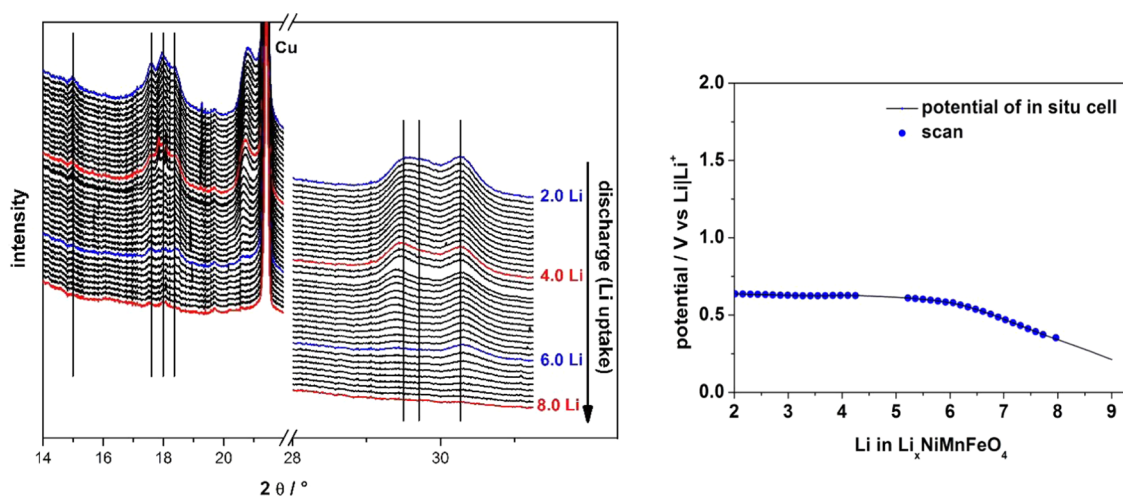 Cu
intensity
2.0 Li
4.0 Li
6.0 Li
8.0 Li
discharge (Li uptake)
14 16 18 20 28 30
2 θ / °
potential / V vs Li|Li⁺
2.0
1.5
1.0
0.5
0.0
potential of in situ cell
scan
2 3 4 5 6 7 8 9
Li in LiₓNiMnFeO₄